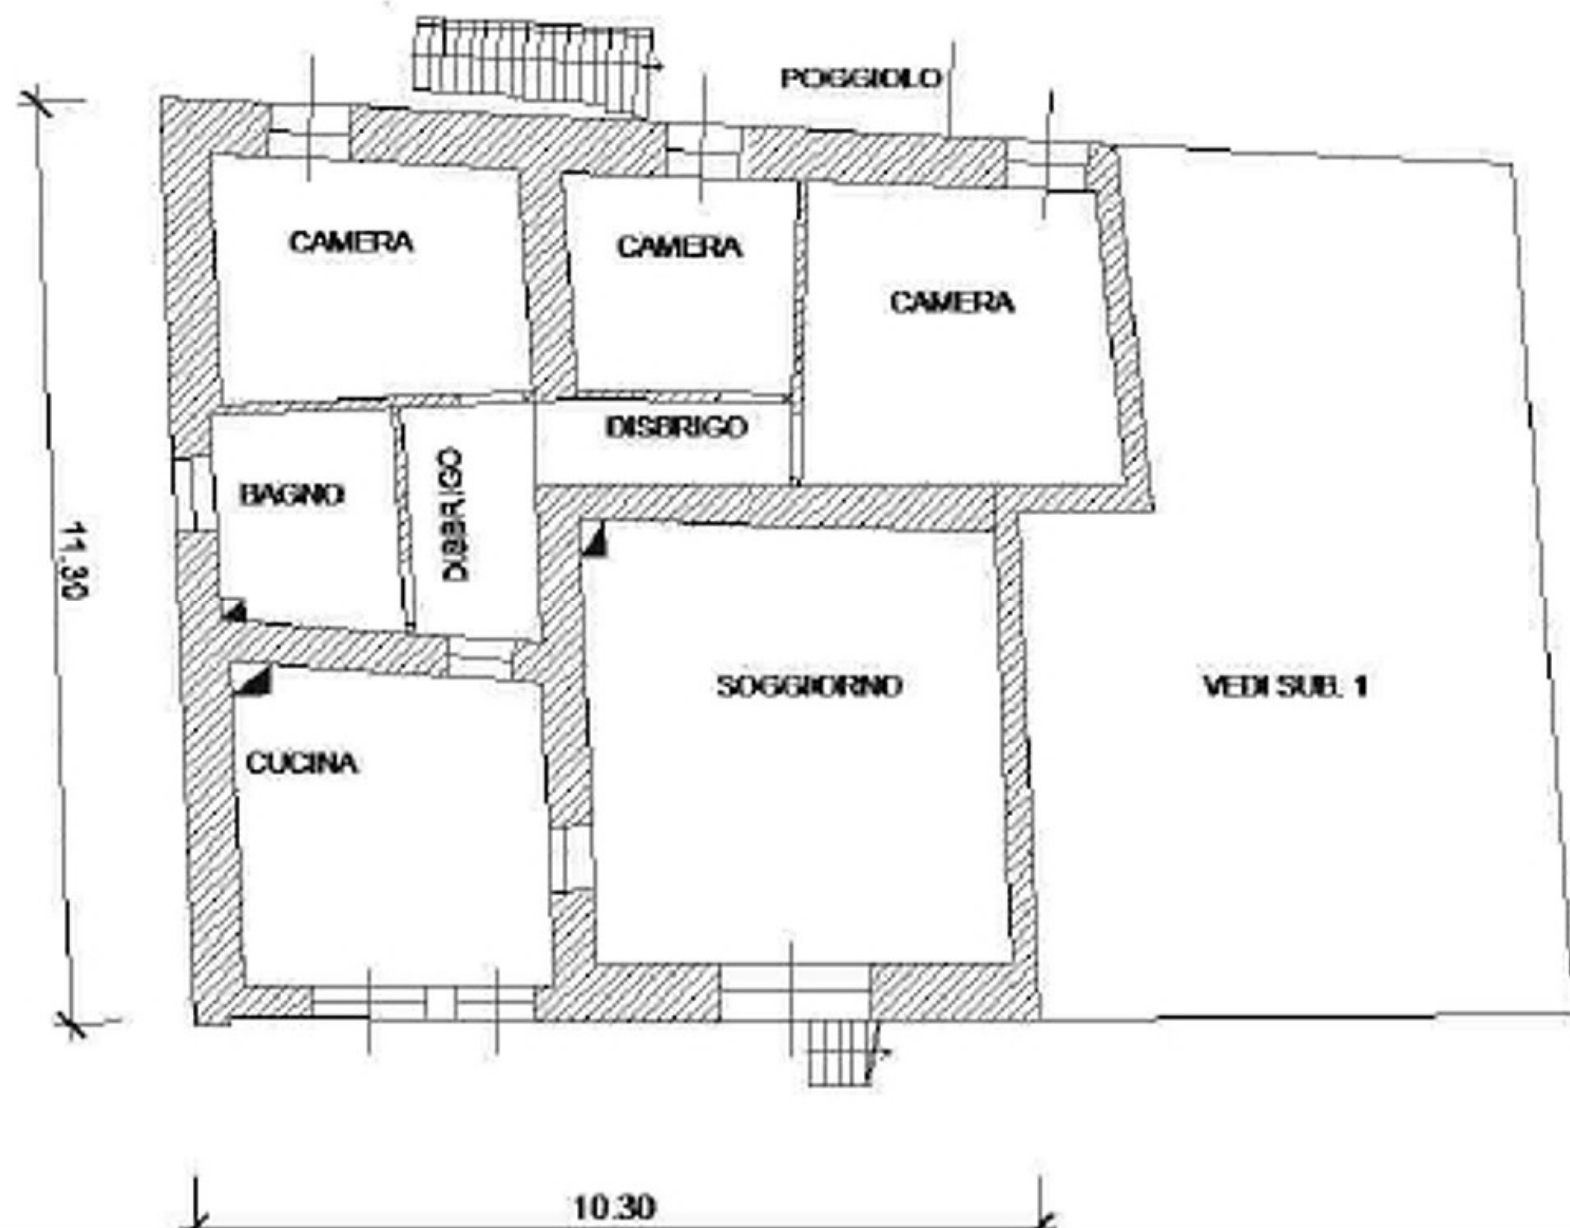 POGGIOLO
CAMERA
CAMERA
CAMERA
DISBRIGO
BAGNO
DISBRIGO
11.30
SOGGIORNO
VEDI SUB. 1
CUCINA
10.30